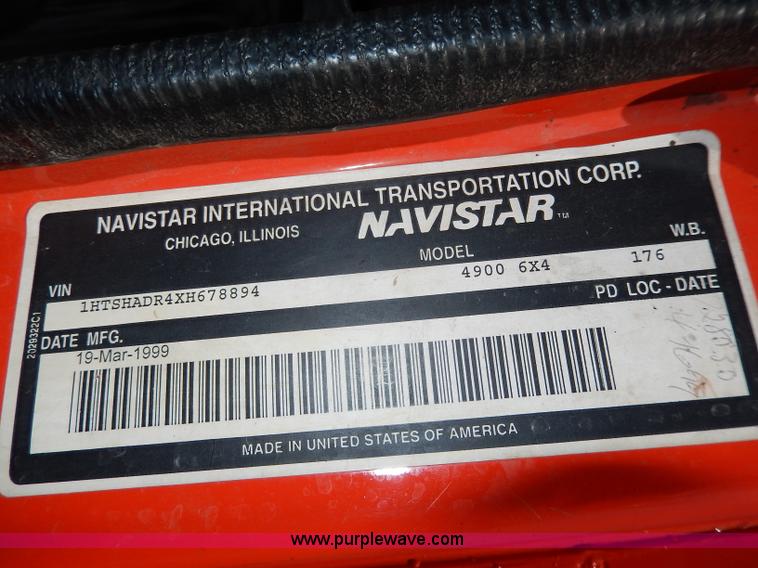 NAVISTAR INTERNATIONAL TRANSPORTATION CORP.
CHICAGO, ILLINOIS NAVISTAR™
VIN MODEL W.B.
1HTSHADR4XH678894 4900 6X4 176
DATE MFG. PD LOC - DATE
19-Mar-1999
MADE IN UNITED STATES OF AMERICA
2029322C1
www.purplewave.com